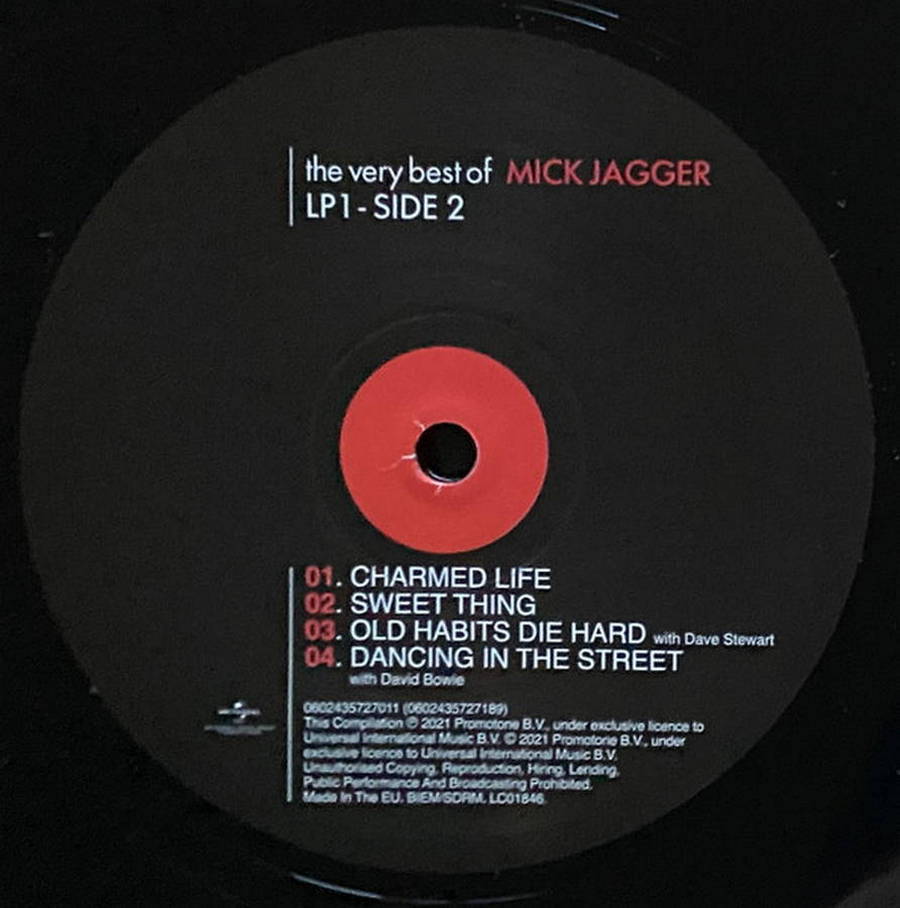 the very best of MICK JAGGER
LP1 - SIDE 2
01. CHARMED LIFE
02. SWEET THING
03. OLD HABITS DIE HARD with Dave Stewart
04. DANCING IN THE STREET
with David Bowie
0602435727011 (0602435727189)
This Compilation ℗ 2021 Promotone B.V., under exclusive licence to
Universal International Music B.V. © 2021 Promotone B.V., under
exclusive licence to Universal International Music B.V.
Unauthorised Copying, Reproduction, Hiring, Lending,
Public Performance And Broadcasting Prohibited.
Made In The EU. BIEM/SDRM. LC01846.